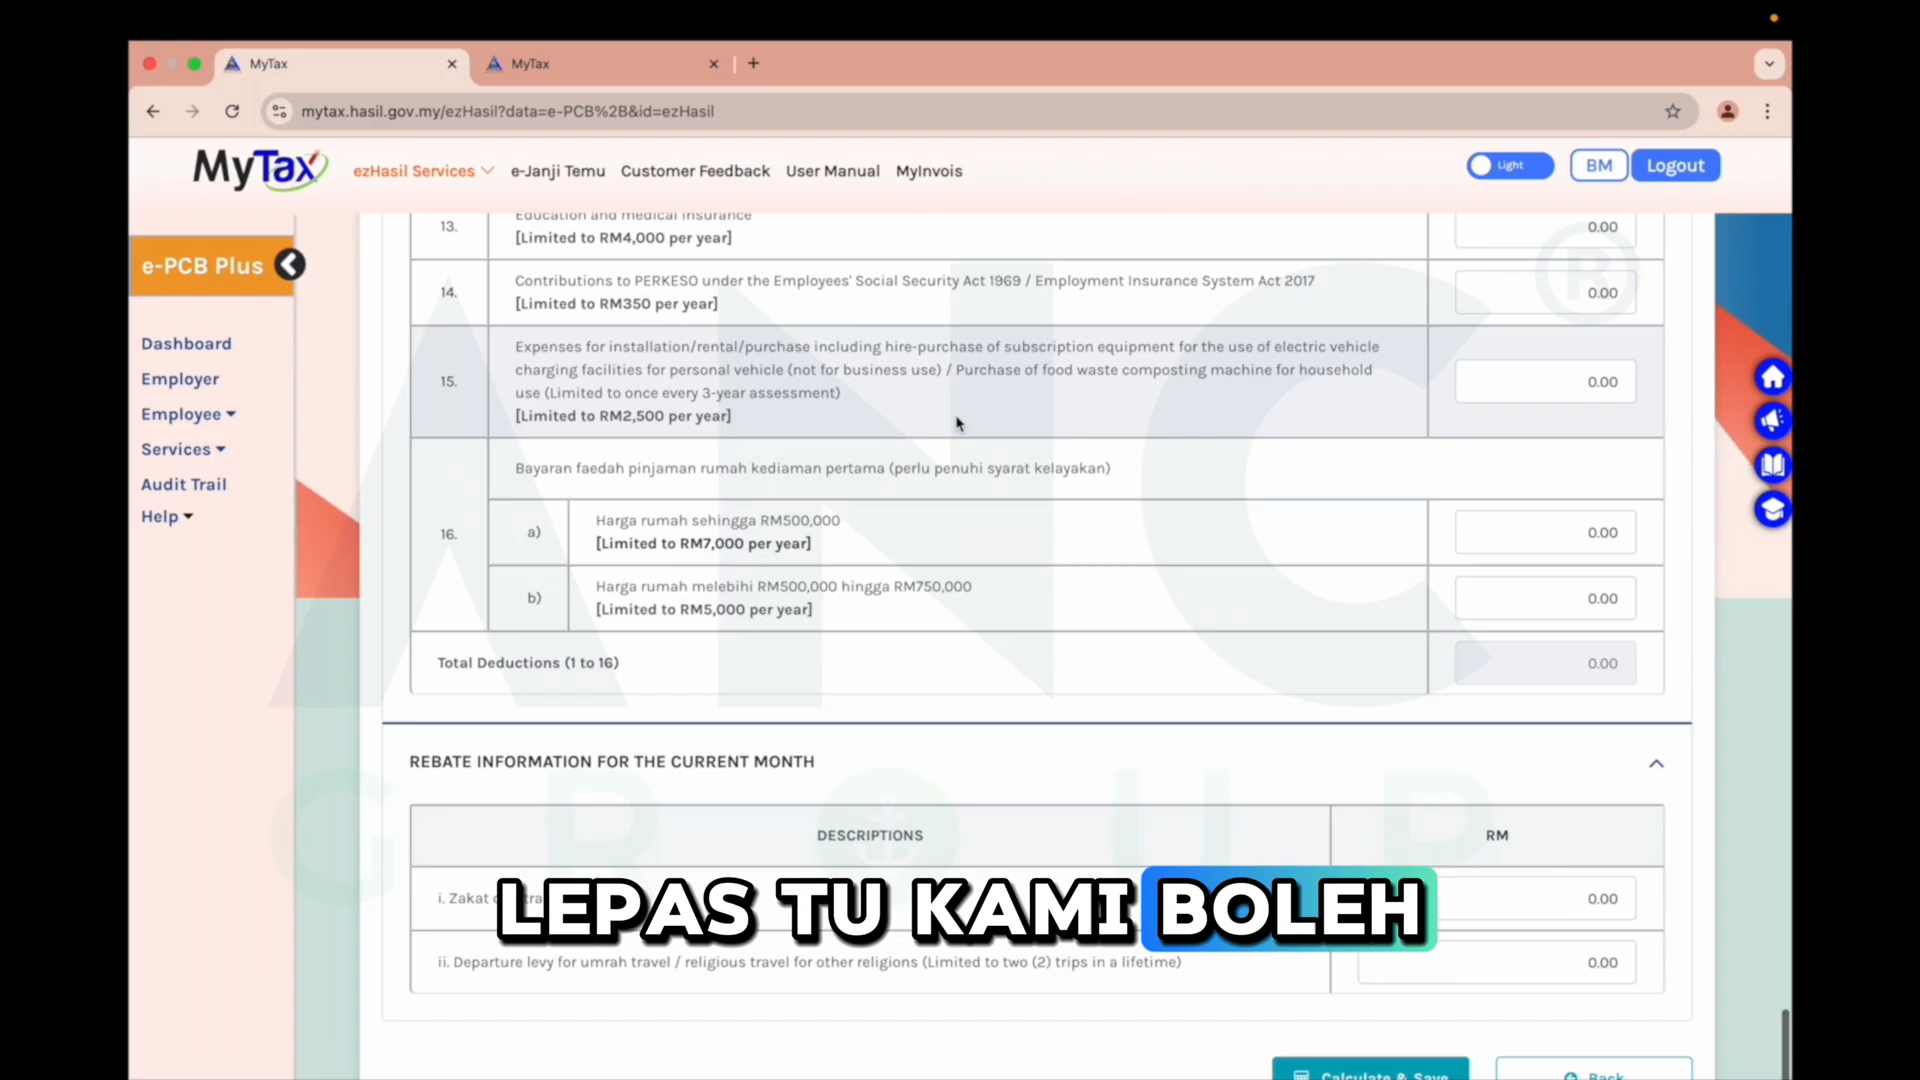 MyTax
MyTax
mytax.hasil.gov.my/ezHasil?data=e-PCB%2B&id=ezHasil
MyTax
ezHasil Services
e-Janji Temu
Customer Feedback
User Manual
MyInvois
Light
BM
Logout
e-PCB Plus
Dashboard
Employer
Employee
Services
Audit Trail
Help
13.
Education and medical insurance
[Limited to RM4,000 per year]
0.00
14.
Contributions to PERKESO under the Employees' Social Security Act 1969 / Employment Insurance System Act 2017
[Limited to RM350 per year]
0.00
15.
Expenses for installation/rental/purchase including hire-purchase of subscription equipment for the use of electric vehicle
charging facilities for personal vehicle (not for business use) / Purchase of food waste composting machine for household
use (Limited to once every 3-year assessment)
[Limited to RM2,500 per year]
0.00
16.
Bayaran faedah pinjaman rumah kediaman pertama (perlu penuhi syarat kelayakan)
a)
Harga rumah sehingga RM500,000
[Limited to RM7,000 per year]
0.00
b)
Harga rumah melebihi RM500,000 hingga RM750,000
[Limited to RM5,000 per year]
0.00
Total Deductions (1 to 16)
0.00
REBATE INFORMATION FOR THE CURRENT MONTH
DESCRIPTIONS
RM
i. Zakat
0.00
ii. Departure levy for umrah travel / religious travel for other religions (Limited to two (2) trips in a lifetime)
0.00
Calculate & Save
Back
LEPAS TU KAMI BOLEH
ANC
GROUP
®